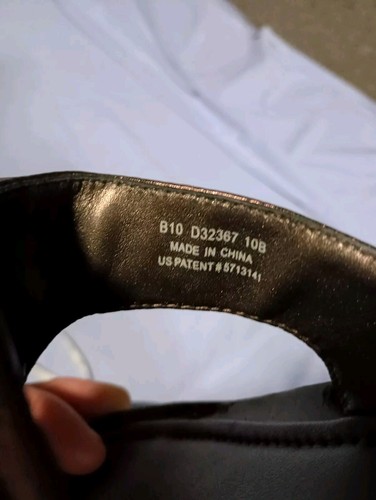 B10 D32367 10B
MADE IN CHINA
US PATENT # 5713141